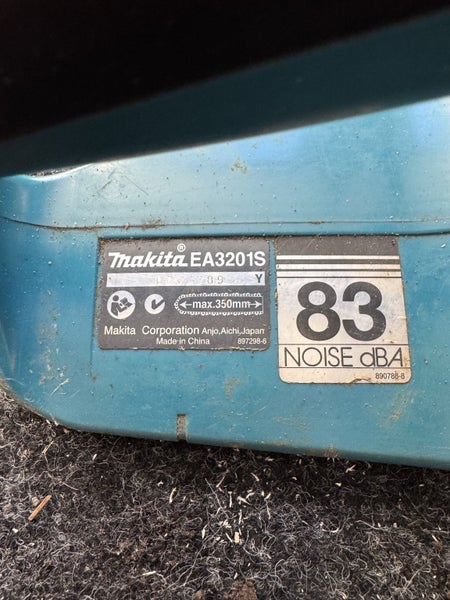 makita® EA3201S
09 Y
max.350mm
Makita Corporation Anjo,Aichi,Japan
Made in China 897298-6
83
NOISE dBA
890788-8